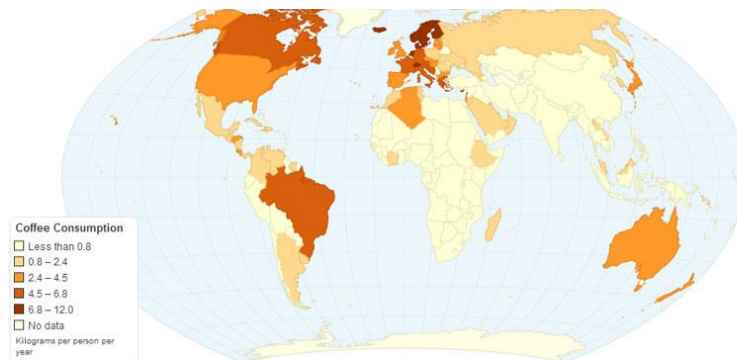 Coffee Consumption
Less than 0.8
0.8 – 2.4
2.4 – 4.5
4.5 – 6.8
6.8 – 12.0
No data
Kilograms per person per
year